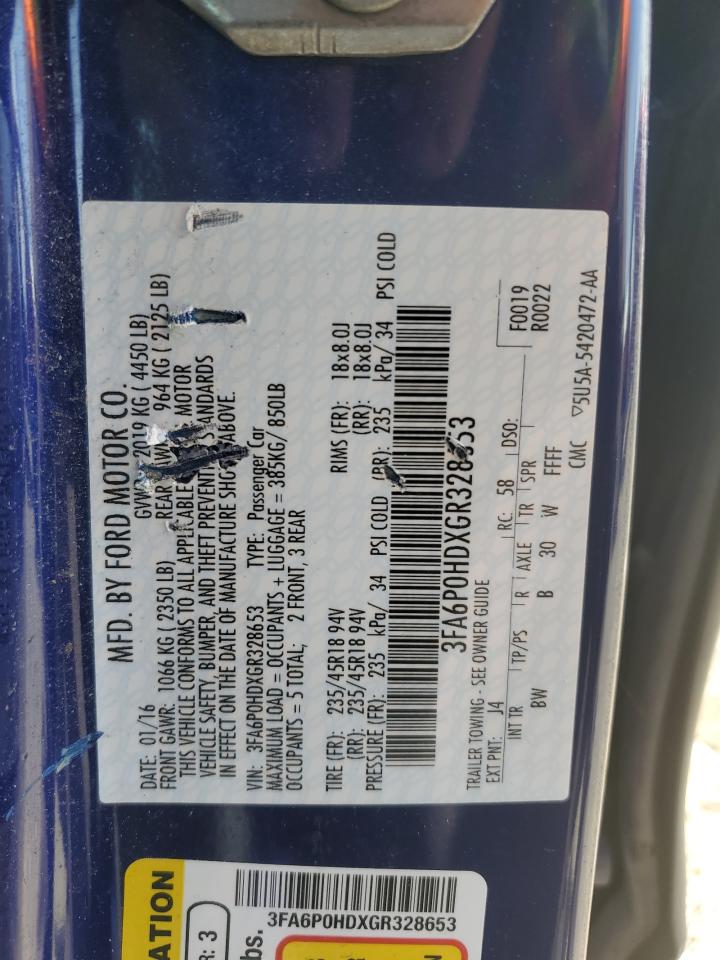 MFD. BY FORD MOTOR CO.
DATE: 01/16 2019 KG ( 4450 LB)
FRONT GAWR: 1066 KG ( 2350 LB) REAR 964 KG ( 2125 LB)
THIS VEHICLE CONFORMS TO ALL APPLICABLE MOTOR
VEHICLE SAFETY, BUMPER, AND THEFT PREVENTION STANDARDS
IN EFFECT ON THE DATE OF MANUFACTURE SHOWN ABOVE.
VIN: 3FA6P0HDXGR328653 TYPE: Passenger Car
MAXIMUM LOAD = OCCUPANTS + LUGGAGE = 385KG/ 850LB
OCCUPANTS = 5 TOTAL; 2 FRONT, 3 REAR
TIRE (FR): 235/45R18 94V RIMS (FR): 18x8.0J
(RR): 235/45R18 94V (RR): 18x8.0J
PRESSURE (FR): 235 kPa/ 34 PSI COLD (RR): 235 kPa/ 34 PSI COLD
3FA6P0HDXGR328653
TRAILER TOWING - SEE OWNER GUIDE
EXT PNT: J4 RC: 58 DSO: F0019
R0022
INT TR TP/PS R AXLE TR SPR
BW B 30 W FFFF
CMC ▽5U5A-5420472-AA
ATION
R: 3
3FA6P0HDXGR328653
bs.
N